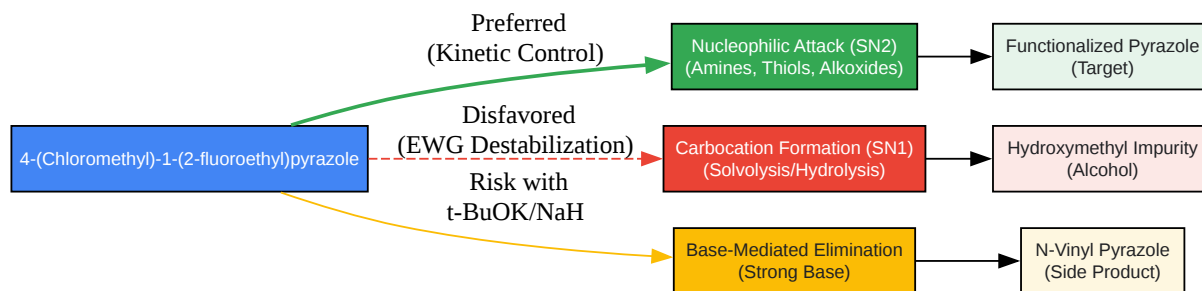 Preferred
(Kinetic Control)
Nucleophilic Attack (SN2)
(Amines, Thiols, Alkoxides)
Functionalized Pyrazole
(Target)
4-(Chloromethyl)-1-(2-fluoroethyl)pyrazole
Disfavored
(EWG Destabilization)
Carbocation Formation (SN1)
(Solvolysis/Hydrolysis)
Hydroxymethyl Impurity
(Alcohol)
Risk with
t-BuOK/NaH
Base-Mediated Elimination
(Strong Base)
N-Vinyl Pyrazole
(Side Product)